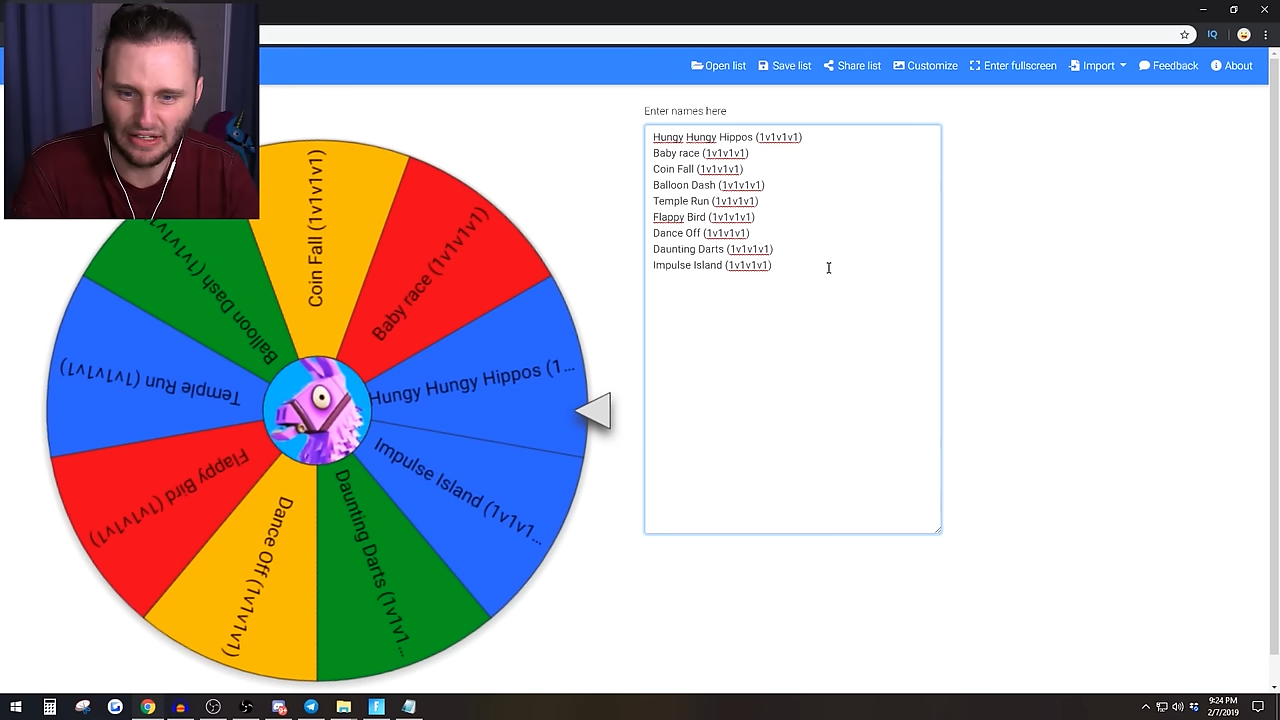 IQ
Open list
Save list
Share list
Customize
Enter fullscreen
Import
Feedback
About
Enter names here
Hungy Hungy Hippos (1v1v1v1)
Baby race (1v1v1v1)
Coin Fall (1v1v1v1)
Balloon Dash (1v1v1v1)
Temple Run (1v1v1v1)
Flappy Bird (1v1v1v1)
Dance Off (1v1v1v1)
Daunting Darts (1v1v1v1)
Impulse Island (1v1v1v1)
Coin Fall (1v1v1v1)
Baby race (1v1v1v1)
Hungy Hungy Hippos (1...
Impulse Island (1v1v1...
Daunting Darts (1v1v1...
Dance Off (1v1v1v1)
Flappy Bird (1v1v1v1)
Temple Run (1v1v1v1)
Balloon Dash (1v1v1v1)
9:24 PM
2/7/2019